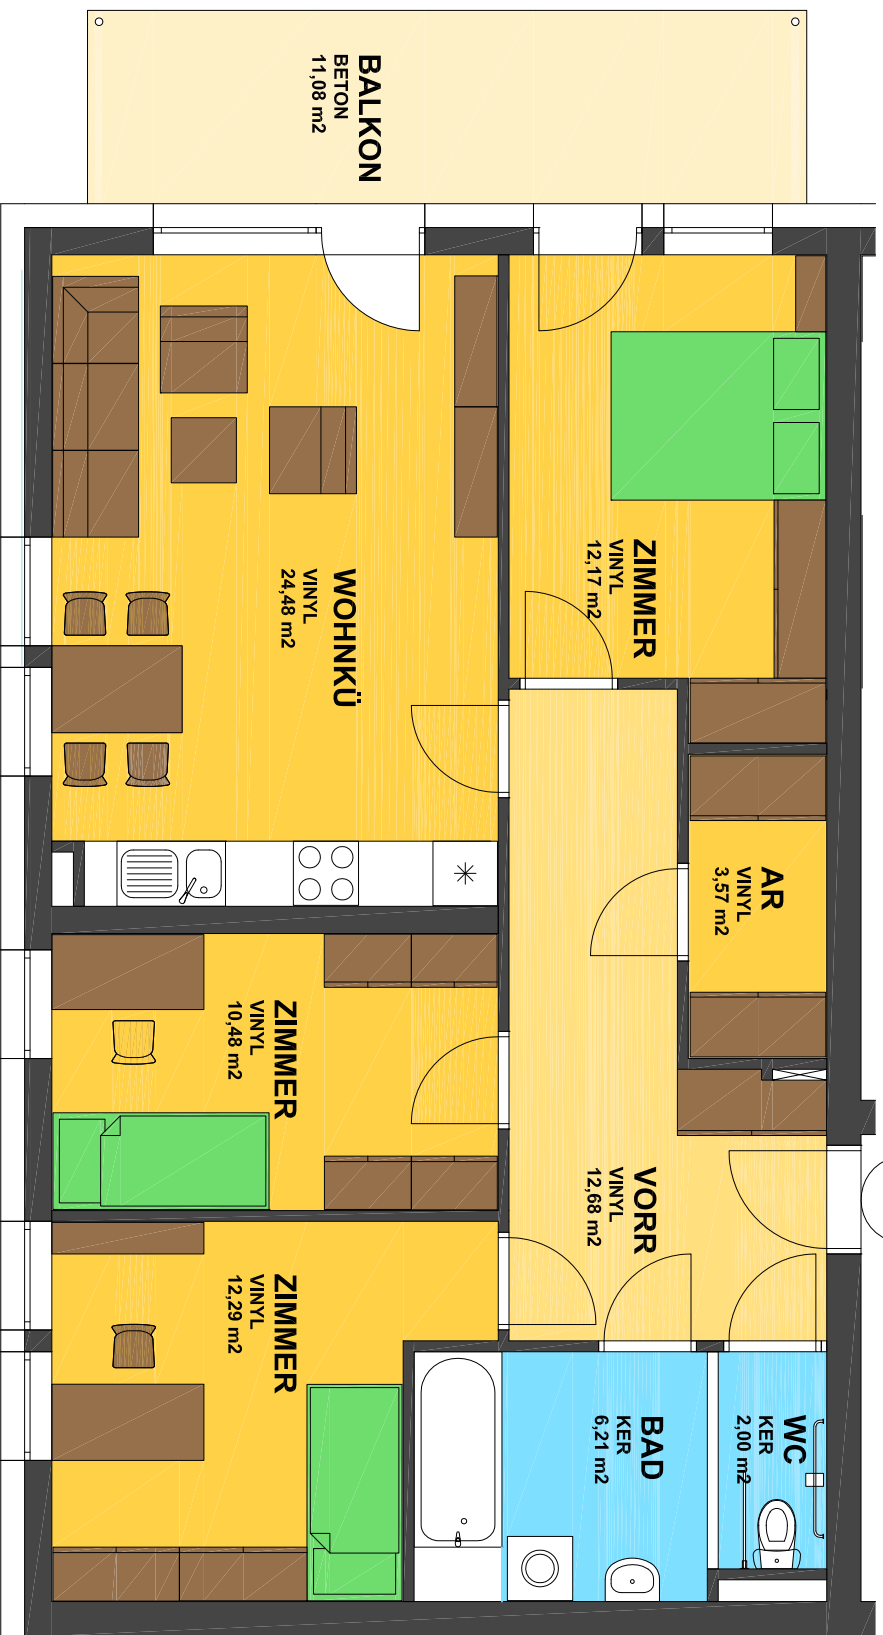 BALKON
BETON
11,08 m2
WOHNKÜ
VINYL
24,48 m2
ZIMMER
VINYL
12,17 m2
AR
VINYL
3,57 m2
ZIMMER
VINYL
10,48 m2
VORR
VINYL
12,68 m2
ZIMMER
VINYL
12,29 m2
BAD
KER
6,21 m2
WC
KER
2,00 m2